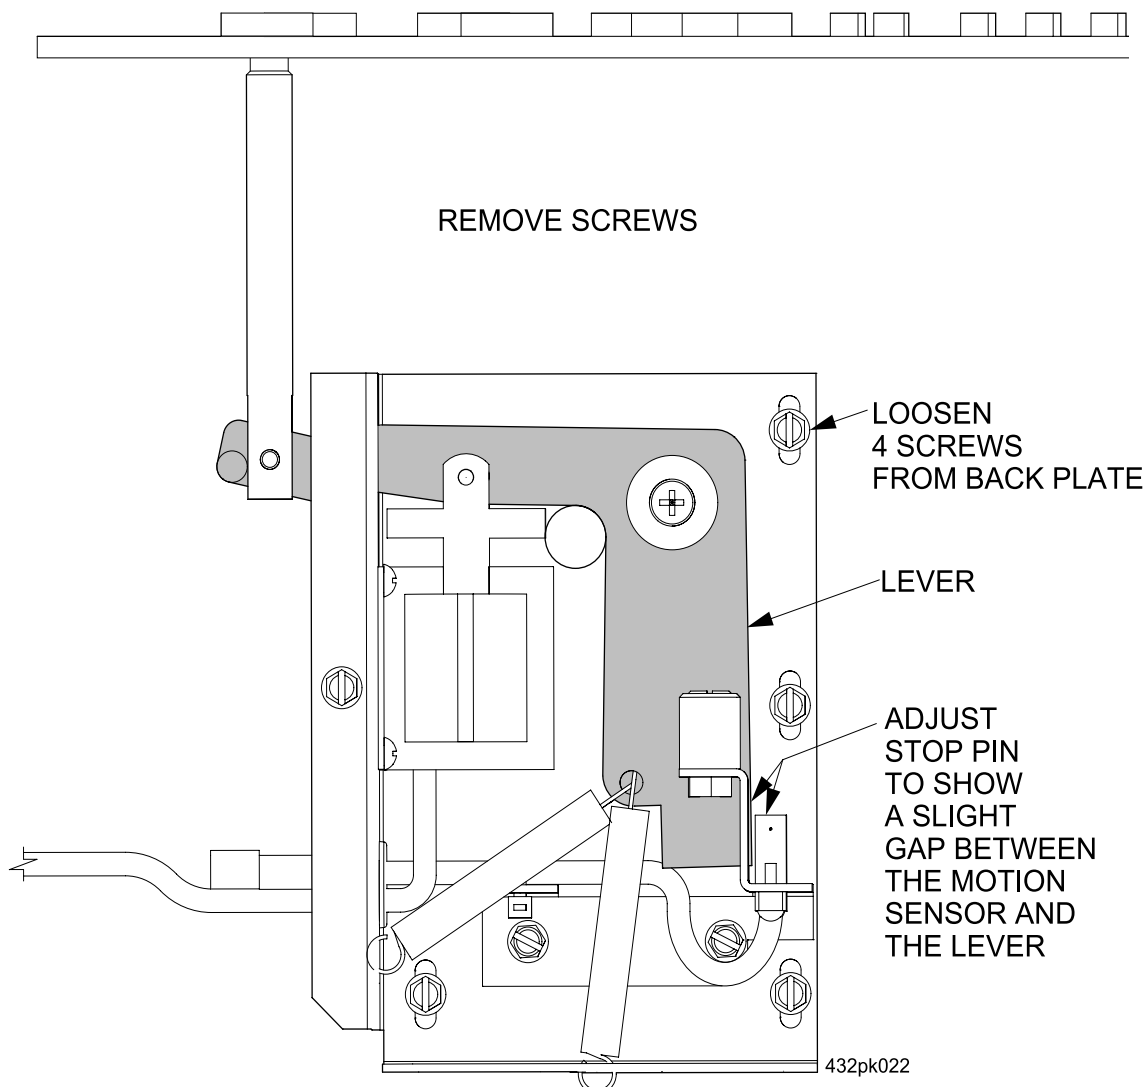 REMOVE SCREWS
LOOSEN
4 SCREWS
FROM BACK PLATE
LEVER
ADJUST
STOP PIN
TO SHOW
A SLIGHT
GAP BETWEEN
THE MOTION
SENSOR AND
THE LEVER
432pk022